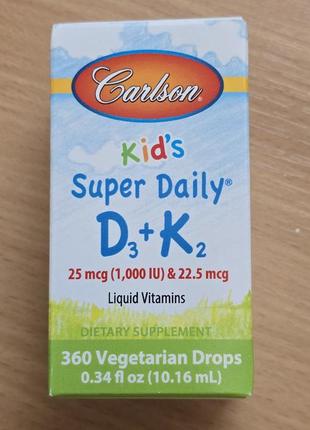 Carlson®
Kid's
Super Daily®
D₃+K₂
25 mcg (1,000 IU) & 22.5 mcg
Liquid Vitamins
DIETARY SUPPLEMENT
360 Vegetarian Drops
0.34 fl oz (10.16 mL)